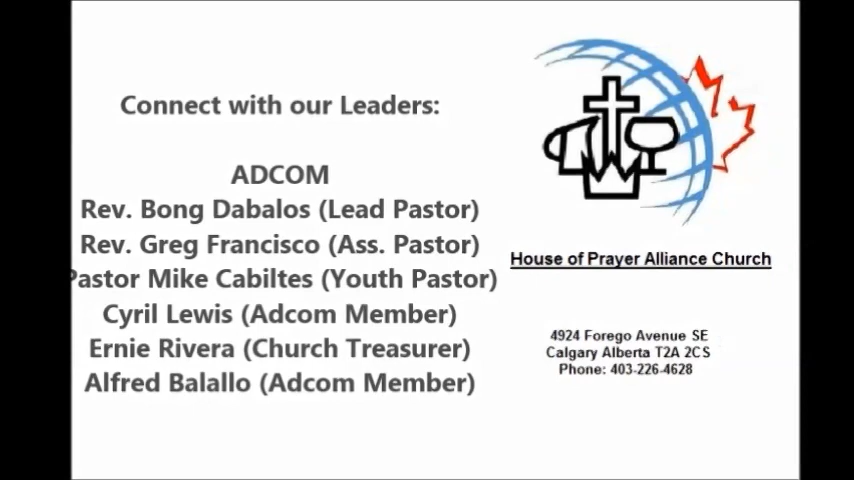 Connect with our Leaders:
ADCOM
Rev. Bong Dabalos (Lead Pastor)
Rev. Greg Francisco (Ass. Pastor)
Pastor Mike Cabiltes (Youth Pastor)
Cyril Lewis (Adcom Member)
Ernie Rivera (Church Treasurer)
Alfred Balallo (Adcom Member)
House of Prayer Alliance Church
4924 Forego Avenue SE
Calgary Alberta T2A 2CS
Phone: 403-226-4628